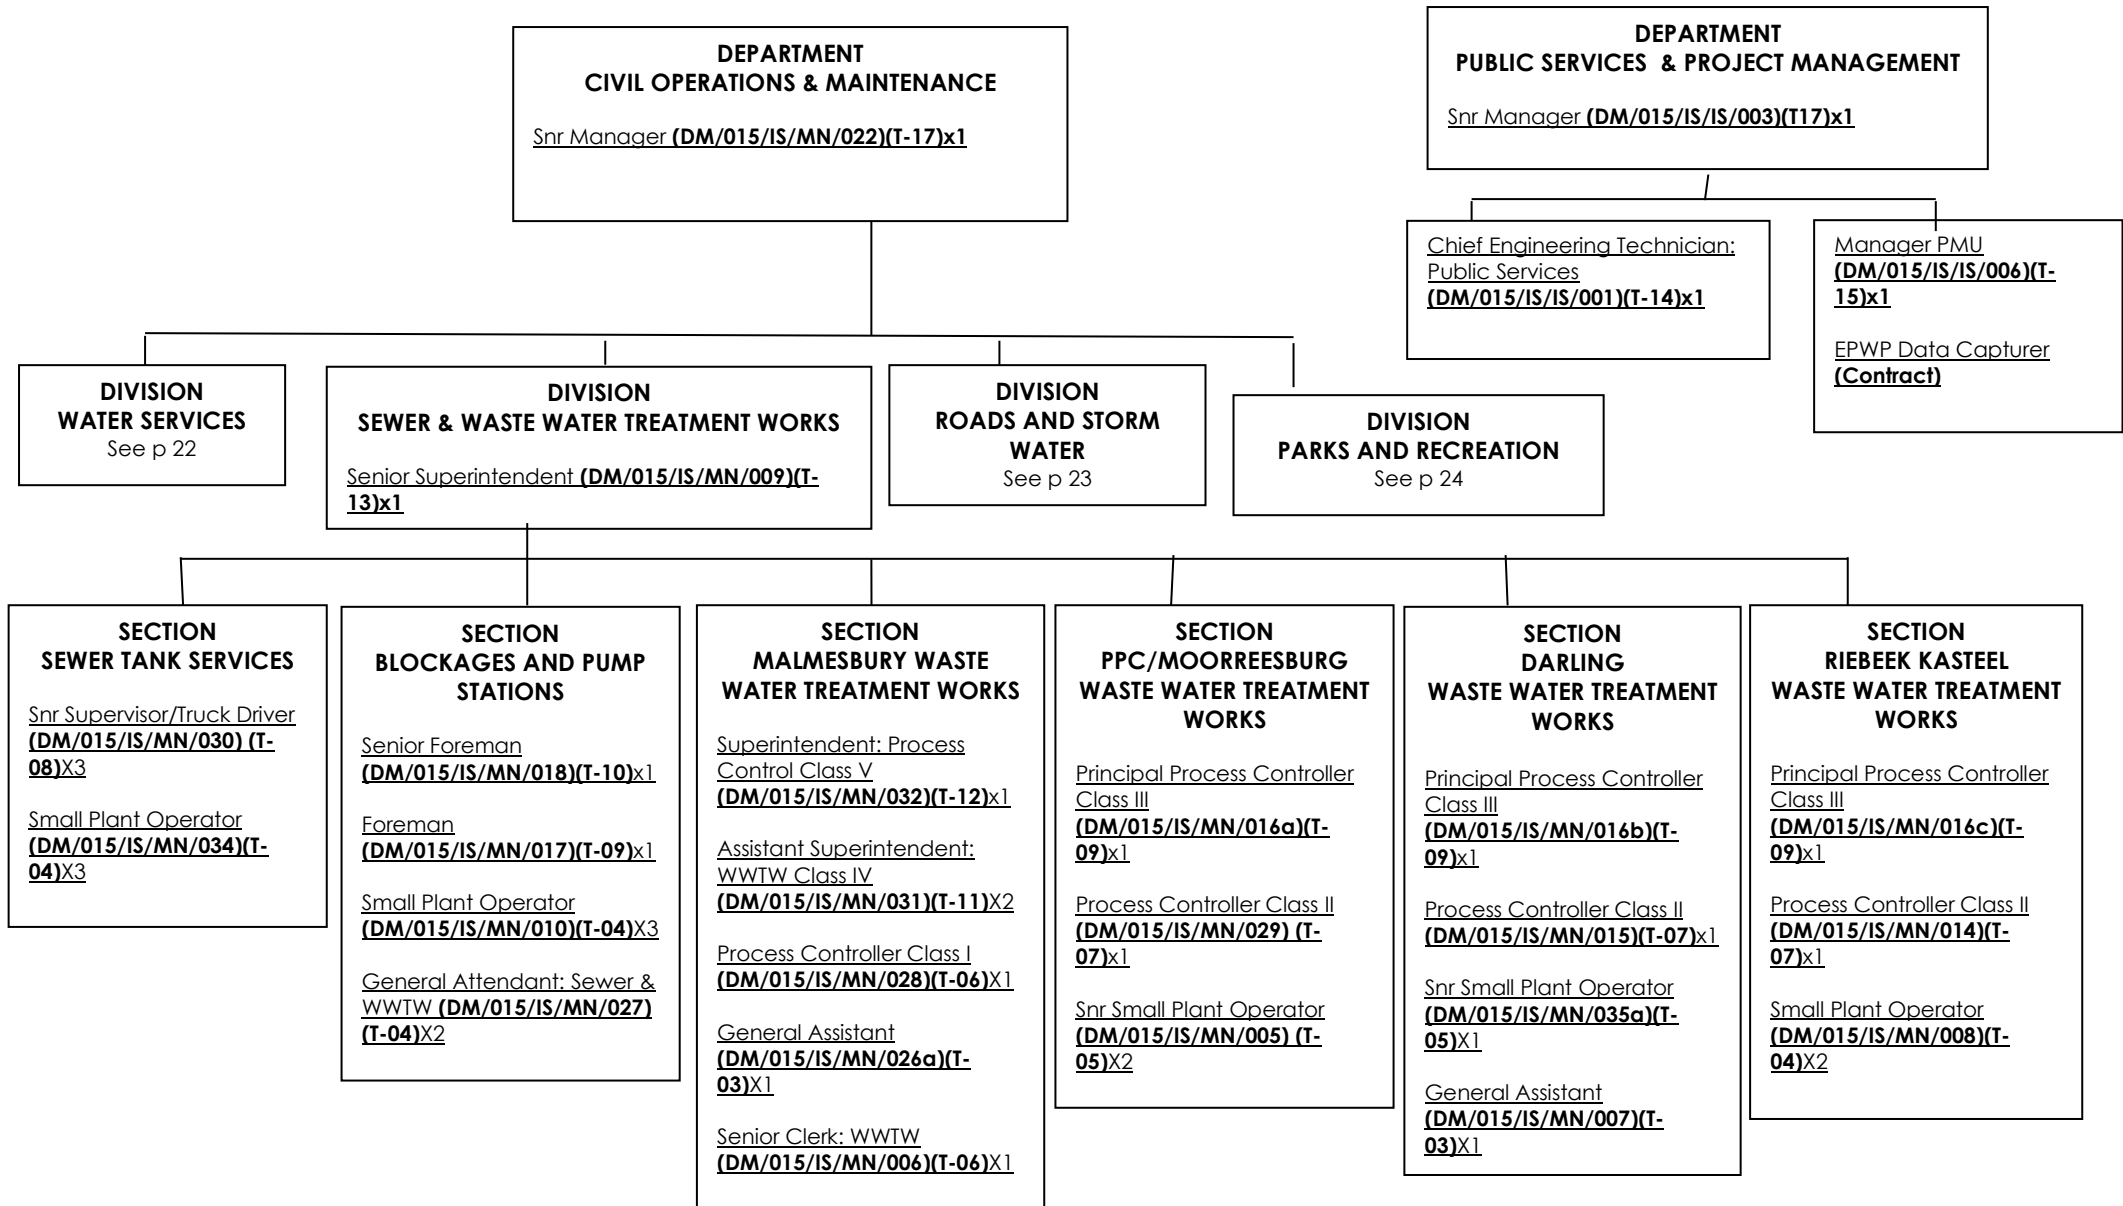 DEPARTMENT
CIVIL OPERATIONS & MAINTENANCE
Snr Manager (DM/015/IS/MN/022)(T-17)x1
DEPARTMENT
PUBLIC SERVICES & PROJECT MANAGEMENT
Snr Manager (DM/015/IS/IS/003)(T17)x1
Chief Engineering Technician:
Public Services
(DM/015/IS/IS/001)(T-14)x1
Manager PMU
(DM/015/IS/IS/006)(T-
15)x1
EPWP Data Capturer
(Contract)
DIVISION
WATER SERVICES
See p 22
DIVISION
SEWER & WASTE WATER TREATMENT WORKS
Senior Superintendent (DM/015/IS/MN/009)(T-
13)x1
DIVISION
ROADS AND STORM
WATER
See p 23
DIVISION
PARKS AND RECREATION
See p 24
SECTION
SEWER TANK SERVICES
Snr Supervisor/Truck Driver
(DM/015/IS/MN/030) (T-
08)X3
Small Plant Operator
(DM/015/IS/MN/034)(T-
04)X3
SECTION
BLOCKAGES AND PUMP
STATIONS
Senior Foreman
(DM/015/IS/MN/018)(T-10)x1
Foreman
(DM/015/IS/MN/017)(T-09)x1
Small Plant Operator
(DM/015/IS/MN/010)(T-04)X3
General Attendant: Sewer &
WWTW (DM/015/IS/MN/027)
(T-04)X2
SECTION
MALMESBURY WASTE
WATER TREATMENT WORKS
Superintendent: Process
Control Class V
(DM/015/IS/MN/032)(T-12)x1
Assistant Superintendent:
WWTW Class IV
(DM/015/IS/MN/031)(T-11)X2
Process Controller Class I
(DM/015/IS/MN/028)(T-06)X1
General Assistant
(DM/015/IS/MN/026a)(T-
03)X1
Senior Clerk: WWTW
(DM/015/IS/MN/006)(T-06)X1
SECTION
PPC/MOORREESBURG
WASTE WATER TREATMENT
WORKS
Principal Process Controller
Class III
(DM/015/IS/MN/016a)(T-
09)x1
Process Controller Class II
(DM/015/IS/MN/029) (T-
07)x1
Snr Small Plant Operator
(DM/015/IS/MN/005) (T-
05)X2
SECTION
DARLING
WASTE WATER TREATMENT
WORKS
Principal Process Controller
Class III
(DM/015/IS/MN/016b)(T-
09)x1
Process Controller Class II
(DM/015/IS/MN/015)(T-07)x1
Snr Small Plant Operator
(DM/015/IS/MN/035a)(T-
05)X1
General Assistant
(DM/015/IS/MN/007)(T-
03)X1
SECTION
RIEBEEK KASTEEL
WASTE WATER TREATMENT
WORKS
Principal Process Controller
Class III
(DM/015/IS/MN/016c)(T-
09)x1
Process Controller Class II
(DM/015/IS/MN/014)(T-
07)x1
Small Plant Operator
(DM/015/IS/MN/008)(T-
04)X2